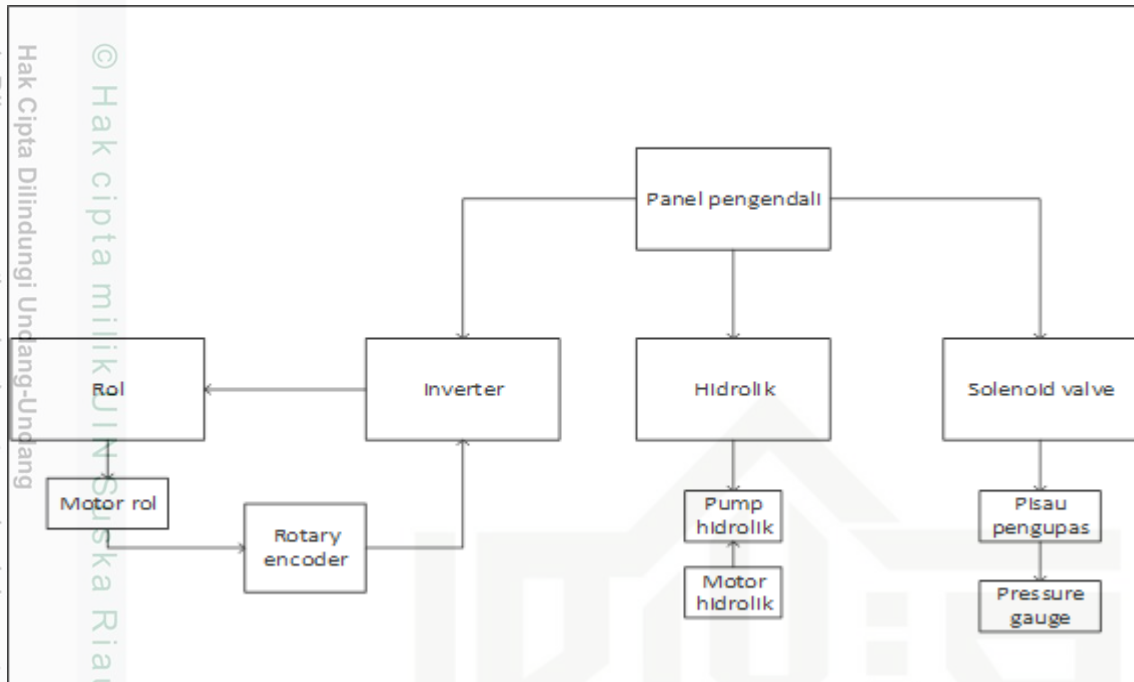 © Hak cipta milik UIN Suska Riau
Hak Cipta Dilindungi Undang-Undang
Panel pengendali
Rol
Inverter
Hidrolik
Solenoid valve
Motor rol
Rotary
encoder
Pump
hidrolik
Motor
hidrolik
Pisau
pengupas
Pressure
gauge